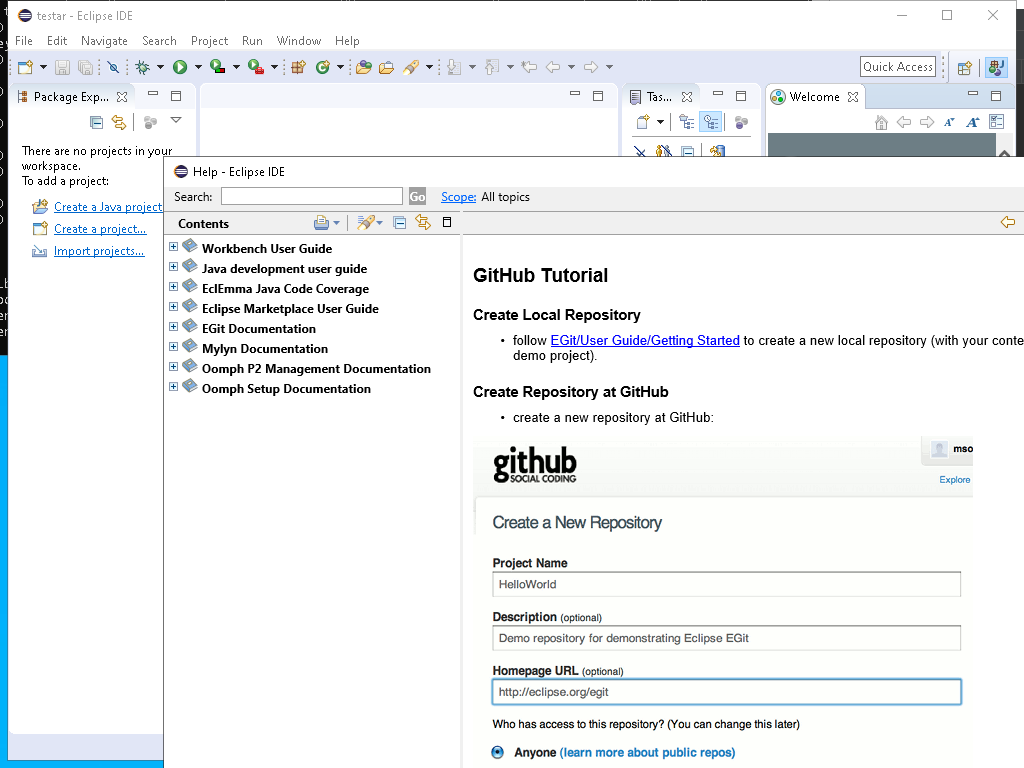 testar - Eclipse IDE
File Edit Navigate Search Project Run Window Help
Quick Access
Package Exp...
Tas...
Welcome
There are no projects in your
workspace.
To add a project:
Create a Java project
Create a project...
Import projects...
Help - Eclipse IDE
Search:
Go
Scope: All topics
Contents
Workbench User Guide
Java development user guide
EclEmma Java Code Coverage
Eclipse Marketplace User Guide
EGit Documentation
Mylyn Documentation
Oomph P2 Management Documentation
Oomph Setup Documentation
GitHub Tutorial
Create Local Repository
• follow EGit/User Guide/Getting Started to create a new local repository (with your conte
demo project).
Create Repository at GitHub
• create a new repository at GitHub:
github
SOCIAL CODING
mso
Explore
Create a New Repository
Project Name
HelloWorld
Description (optional)
Demo repository for demonstrating Eclipse EGit
Homepage URL (optional)
http://eclipse.org/egit
Who has access to this repository? (You can change this later)
Anyone (learn more about public repos)